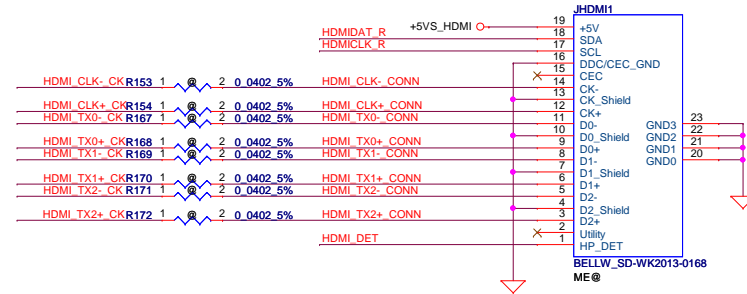 JHDMI1
+5VS_HDMI 19 +5V
HDMIDAT_R 18 SDA
HDMICLK_R 17 SCL
16 DDC/CEC_GND
15 CEC
HDMI_CLK-_CK R153 1 @ 2 0_0402_5% HDMI_CLK-_CONN 14 CK-
13 CK_Shield
HDMI_CLK+_CK R154 1 @ 2 0_0402_5% HDMI_CLK+_CONN 12 CK+
HDMI_TX0-_CK R167 1 @ 2 0_0402_5% HDMI_TX0-_CONN 11 D0- GND3 23
10 D0_Shield GND2 22
HDMI_TX0+_CK R168 1 @ 2 0_0402_5% HDMI_TX0+_CONN 9 D0+ GND1 21
HDMI_TX1-_CK R169 1 @ 2 0_0402_5% HDMI_TX1-_CONN 8 D1- GND0 20
7 D1_Shield
HDMI_TX1+_CK R170 1 @ 2 0_0402_5% HDMI_TX1+_CONN 6 D1+
HDMI_TX2-_CK R171 1 @ 2 0_0402_5% HDMI_TX2-_CONN 5 D2-
4 D2_Shield
HDMI_TX2+_CK R172 1 @ 2 0_0402_5% HDMI_TX2+_CONN 3 D2+
2 Utility
HDMI_DET 1 HP_DET
BELLW_SD-WK2013-0168
ME@